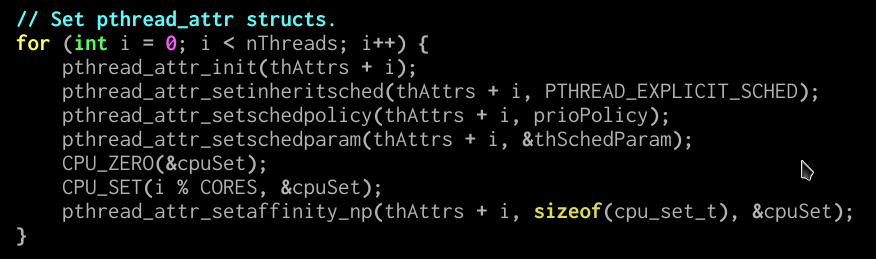 // Set pthread_attr structs.
for (int i = 0; i < nThreads; i++) {
    pthread_attr_init(thAttrs + i);
    pthread_attr_setinheritsched(thAttrs + i, PTHREAD_EXPLICIT_SCHED);
    pthread_attr_setschedpolicy(thAttrs + i, prioPolicy);
    pthread_attr_setschedparam(thAttrs + i, &thSchedParam);
    CPU_ZERO(&cpuSet);
    CPU_SET(i % CORES, &cpuSet);
    pthread_attr_setaffinity_np(thAttrs + i, sizeof(cpu_set_t), &cpuSet);
}